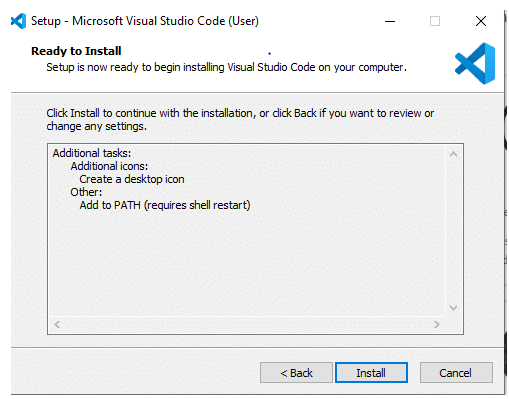 Setup - Microsoft Visual Studio Code (User)
Ready to Install
Setup is now ready to begin installing Visual Studio Code on your computer.
Click Install to continue with the installation, or click Back if you want to review or
change any settings.
Additional tasks:
Additional icons:
Create a desktop icon
Other:
Add to PATH (requires shell restart)
< Back
Install
Cancel